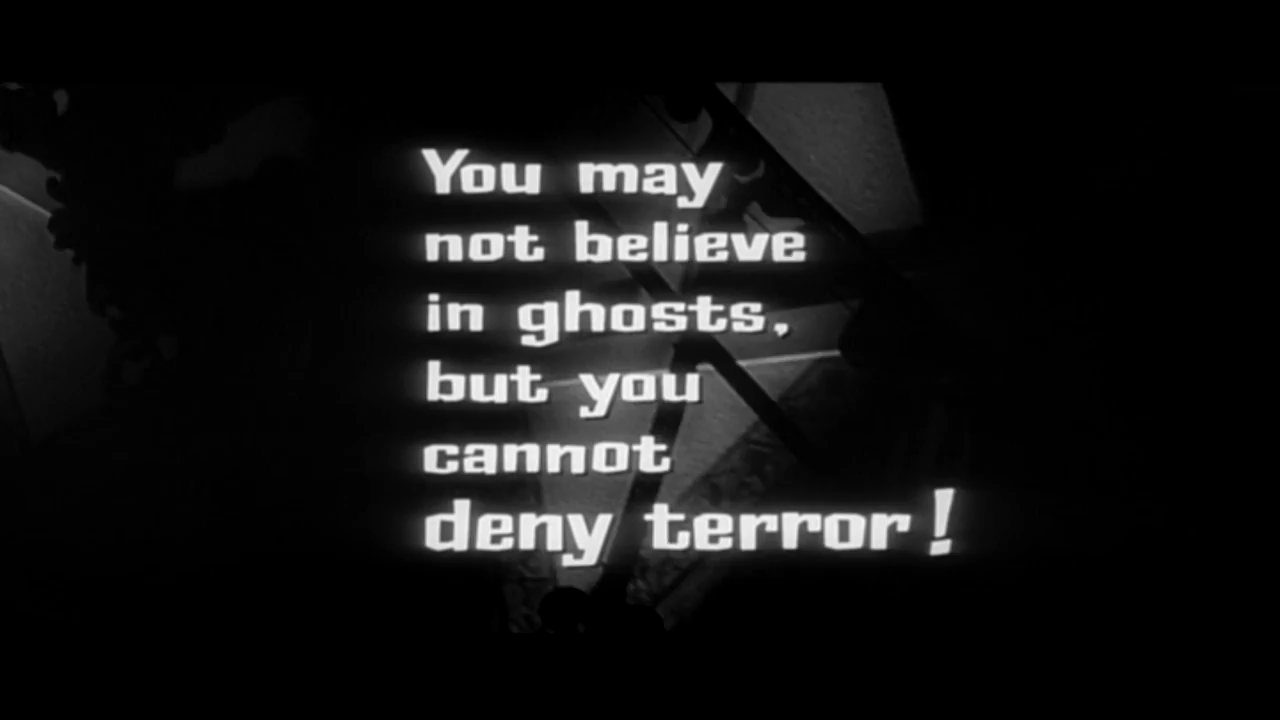 You may
not believe
in ghosts,
but you
cannot
deny terror!